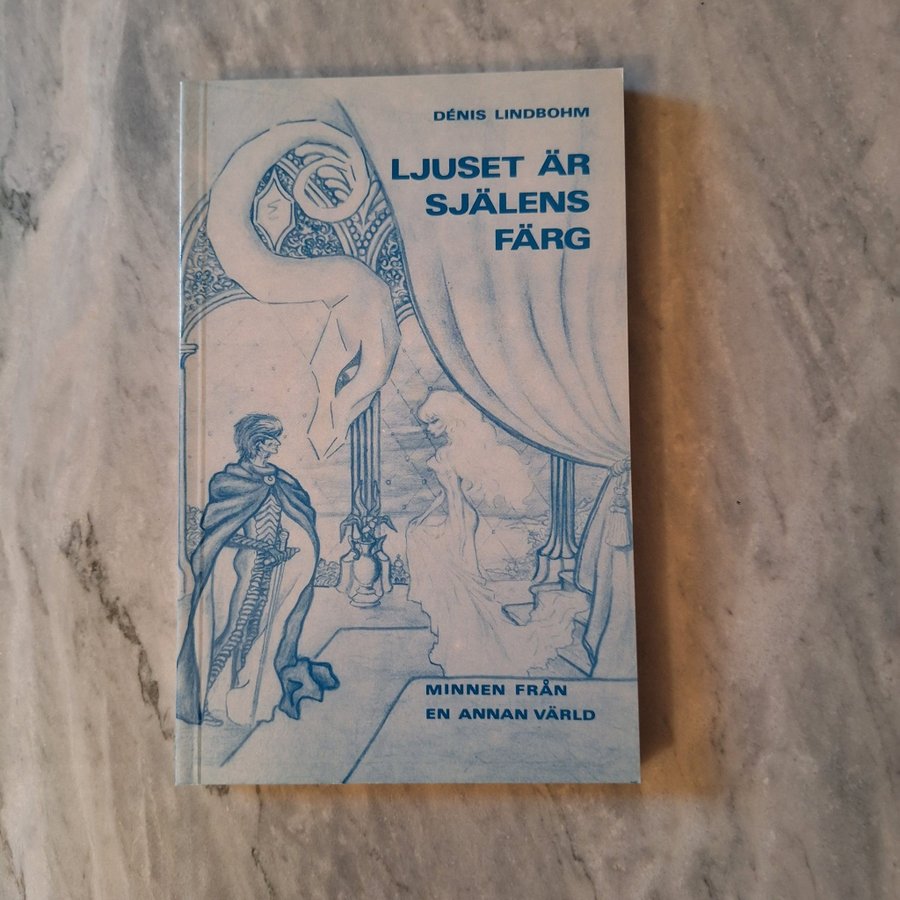 DÉNIS LINDBOHM
LJUSET ÄR
SJÄLENS
FÄRG
MINNEN FRÅN
EN ANNAN VÄRLD